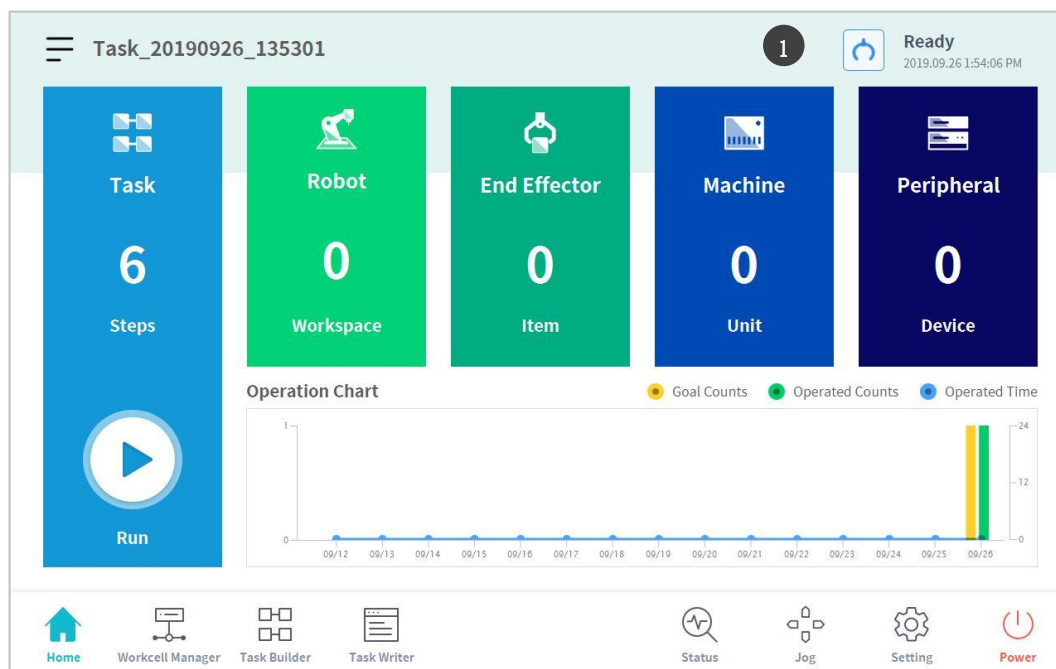 Task_20190926_135301
1
Ready
2019.09.26 1:54:06 PM
Task
6
Steps
Run
Robot
0
Workspace
End Effector
0
Item
Machine
0
Unit
Peripheral
0
Device
Operation Chart
Goal Counts Operated Counts Operated Time
1 24
12
0 0
09/12 09/13 09/14 09/15 09/16 09/17 09/18 09/19 09/20 09/21 09/22 09/23 09/24 09/25 09/26
Home Workcell Manager Task Builder Task Writer Status Jog Setting Power